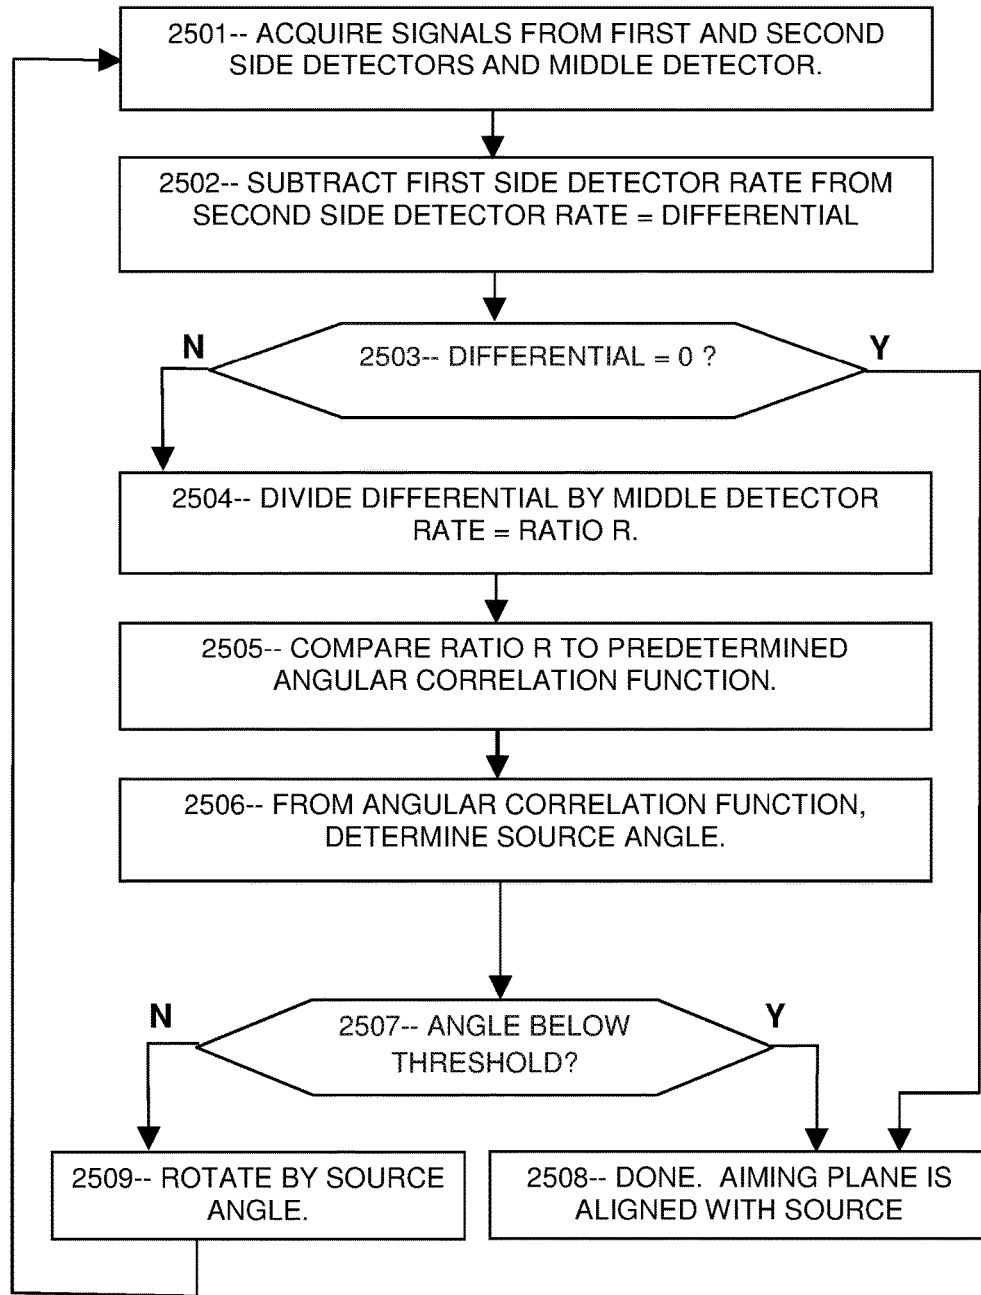 2501-- ACQUIRE SIGNALS FROM FIRST AND SECOND
SIDE DETECTORS AND MIDDLE DETECTOR.
2502-- SUBTRACT FIRST SIDE DETECTOR RATE FROM
SECOND SIDE DETECTOR RATE = DIFFERENTIAL
N
2503-- DIFFERENTIAL = 0 ?
Y
2504-- DIVIDE DIFFERENTIAL BY MIDDLE DETECTOR
RATE = RATIO R.
2505-- COMPARE RATIO R TO PREDETERMINED
ANGULAR CORRELATION FUNCTION.
2506-- FROM ANGULAR CORRELATION FUNCTION,
DETERMINE SOURCE ANGLE.
N
2507-- ANGLE BELOW
THRESHOLD?
Y
2509-- ROTATE BY SOURCE
ANGLE.
2508-- DONE.  AIMING PLANE IS
ALIGNED WITH SOURCE